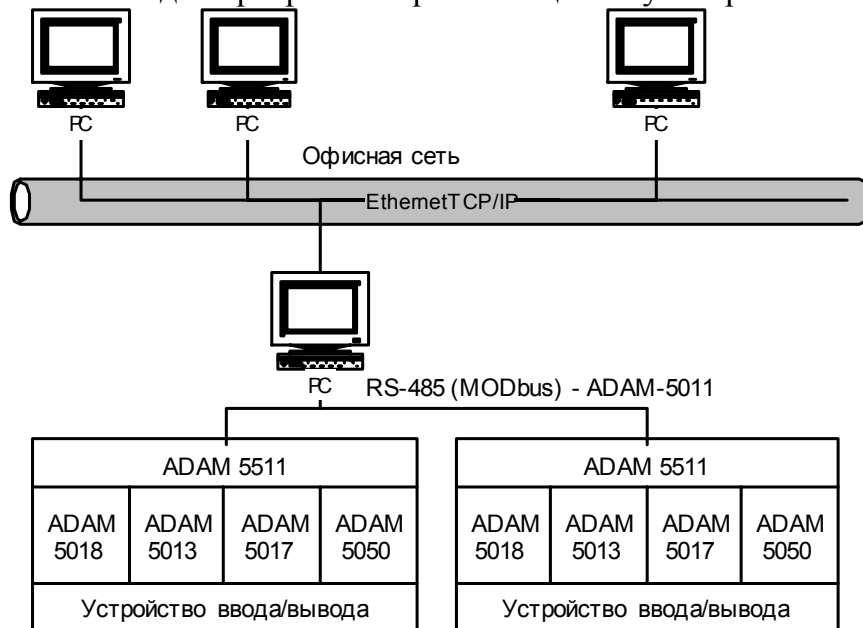 PC PC PC
Офисная сеть
EthernetTCP/IP
PC RS-485 (MODbus) - ADAM-5011
ADAM 5511 ADAM 5511
ADAM 5018 ADAM 5013 ADAM 5017 ADAM 5050 ADAM 5018 ADAM 5013 ADAM 5017 ADAM 5050
Устройство ввода/вывода Устройство ввода/вывода